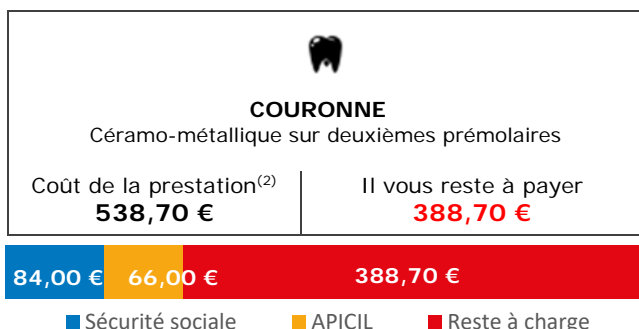 COURONNE
Céramo-métallique sur deuxièmes prémolaires
Coût de la prestation(2)
538,70 €
Il vous reste à payer
388,70 €
84,00 € 66,00 € 388,70 €
Sécurité sociale APICIL Reste à charge